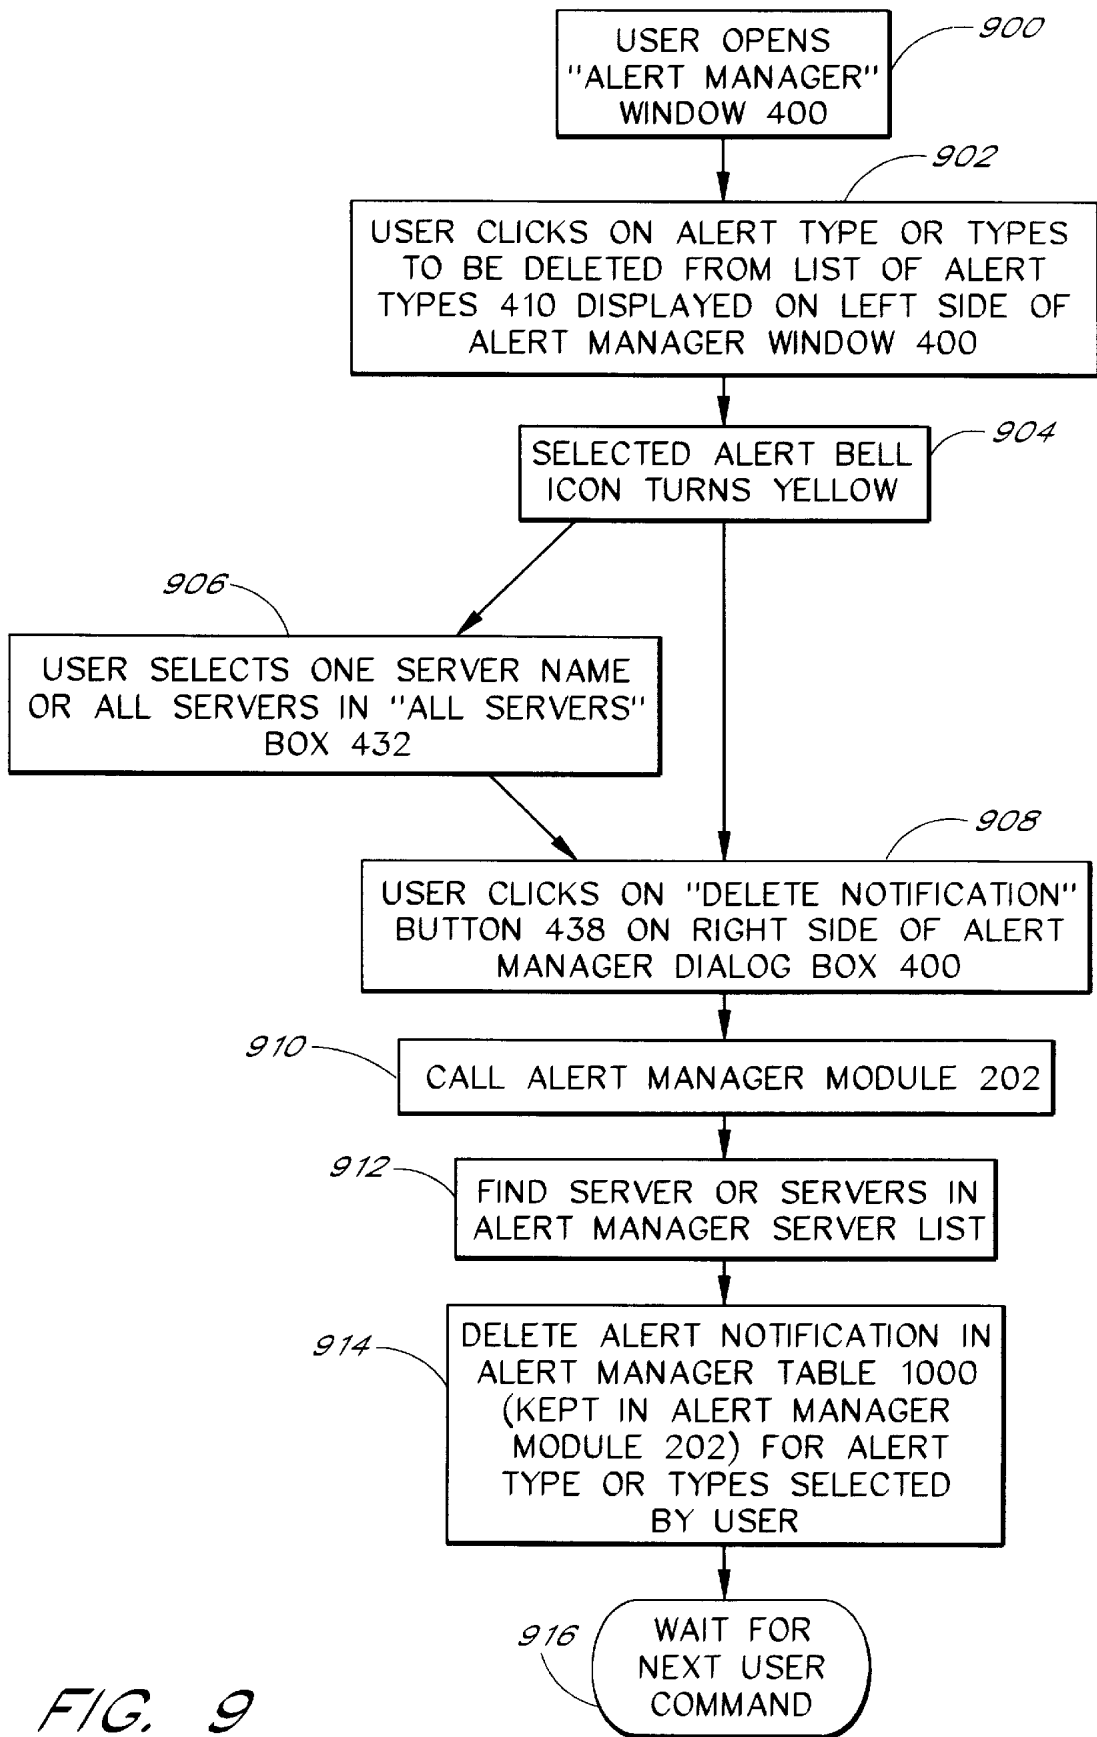 900
USER OPENS
"ALERT MANAGER"
WINDOW 400
902
USER CLICKS ON ALERT TYPE OR TYPES
TO BE DELETED FROM LIST OF ALERT
TYPES 410 DISPLAYED ON LEFT SIDE OF
ALERT MANAGER WINDOW 400
904
SELECTED ALERT BELL
ICON TURNS YELLOW
906
USER SELECTS ONE SERVER NAME
OR ALL SERVERS IN "ALL SERVERS"
BOX 432
908
USER CLICKS ON "DELETE NOTIFICATION"
BUTTON 438 ON RIGHT SIDE OF ALERT
MANAGER DIALOG BOX 400
910
CALL ALERT MANAGER MODULE 202
912
FIND SERVER OR SERVERS IN
ALERT MANAGER SERVER LIST
914
DELETE ALERT NOTIFICATION IN
ALERT MANAGER TABLE 1000
(KEPT IN ALERT MANAGER
MODULE 202) FOR ALERT
TYPE OR TYPES SELECTED
BY USER
916
WAIT FOR
NEXT USER
COMMAND
FIG. 9